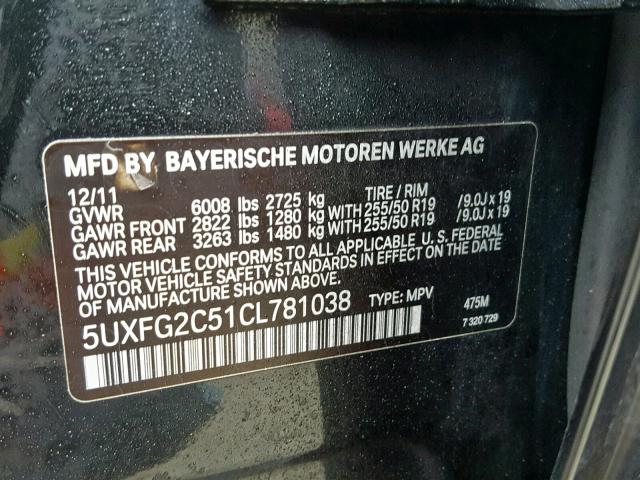 MFD BY. BAYERISCHE MOTOREN WERKE AG
12/11 TIRE / RIM
GVWR 6008 lbs 2725 kg
GAWR FRONT 2822 lbs 1280 kg WITH 255/50 R19 /9.0J x 19
GAWR REAR 3263 lbs 1480 kg WITH 255/50 R19 /9.0J x 19
THIS VEHICLE CONFORMS TO ALL APPLICABLE U. S. FEDERAL
MOTOR VEHICLE SAFETY STANDARDS IN EFFECT ON THE DATE
OF MANUFACTURE SHOWN ABOVE.
5UXFG2C51CL781038 TYPE: MPV 475M
7 320 729